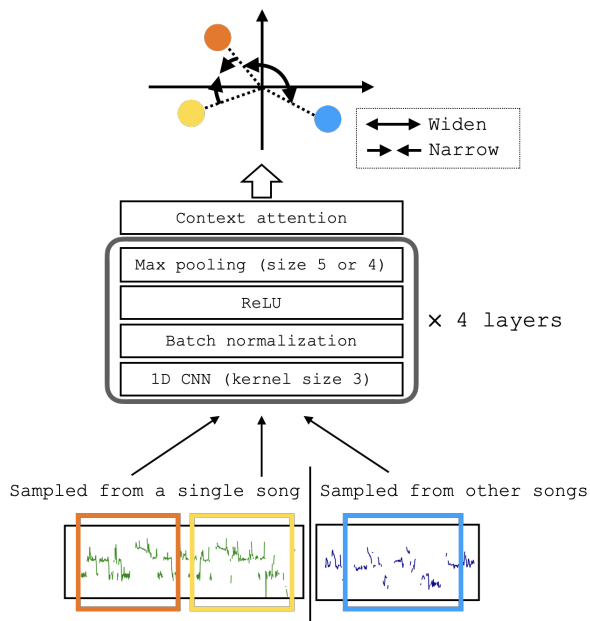 Widen
Narrow
Context attention
Max pooling (size 5 or 4)
ReLU
Batch normalization
1D CNN (kernel size 3)
× 4 layers
Sampled from a single song
Sampled from other songs